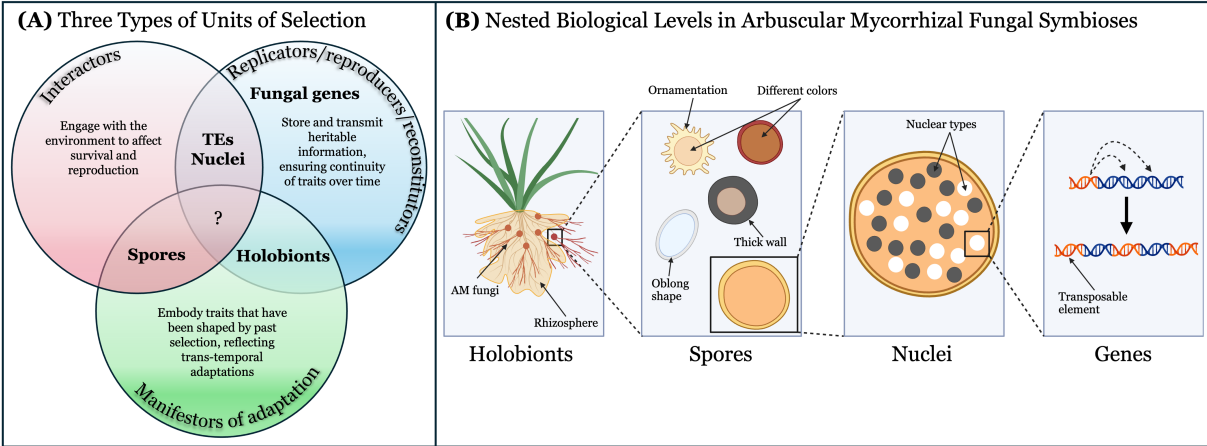 (A) Three Types of Units of Selection
Interactors
Engage with the
environment to affect
survival and
reproduction
Replicators/reproducers/reconstitutors
Fungal genes
Store and transmit
heritable
information,
ensuring continuity
of traits over time
TEs
Nuclei
?
Spores
Holobionts
Embody traits that have
been shaped by past
selection, reflecting
trans-temporal
adaptations
Manifestors of adaptation
(B) Nested Biological Levels in Arbuscular Mycorrhizal Fungal Symbioses
AM fungi
Rhizosphere
Holobionts
Ornamentation
Different colors
Thick wall
Oblong
shape
Spores
Nuclear types
Nuclei
Transposable
element
Genes